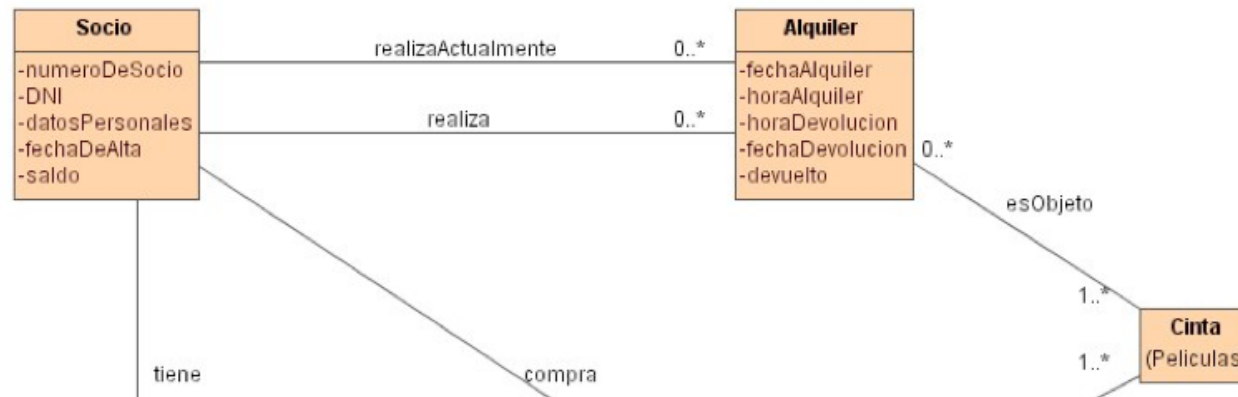 Socio
-numeroDeSocio
-DNI
-datosPersonales
-fechaDeAlta
-saldo
realizaActualmente
0..*
realiza
0..*
Alquiler
-fechaAlquiler
-horaAlquiler
-horaDevolucion
-fechaDevolucion
-devuelto
0..*
esObjeto
1..*
Cinta
(Peliculas
1..*
tiene
compra